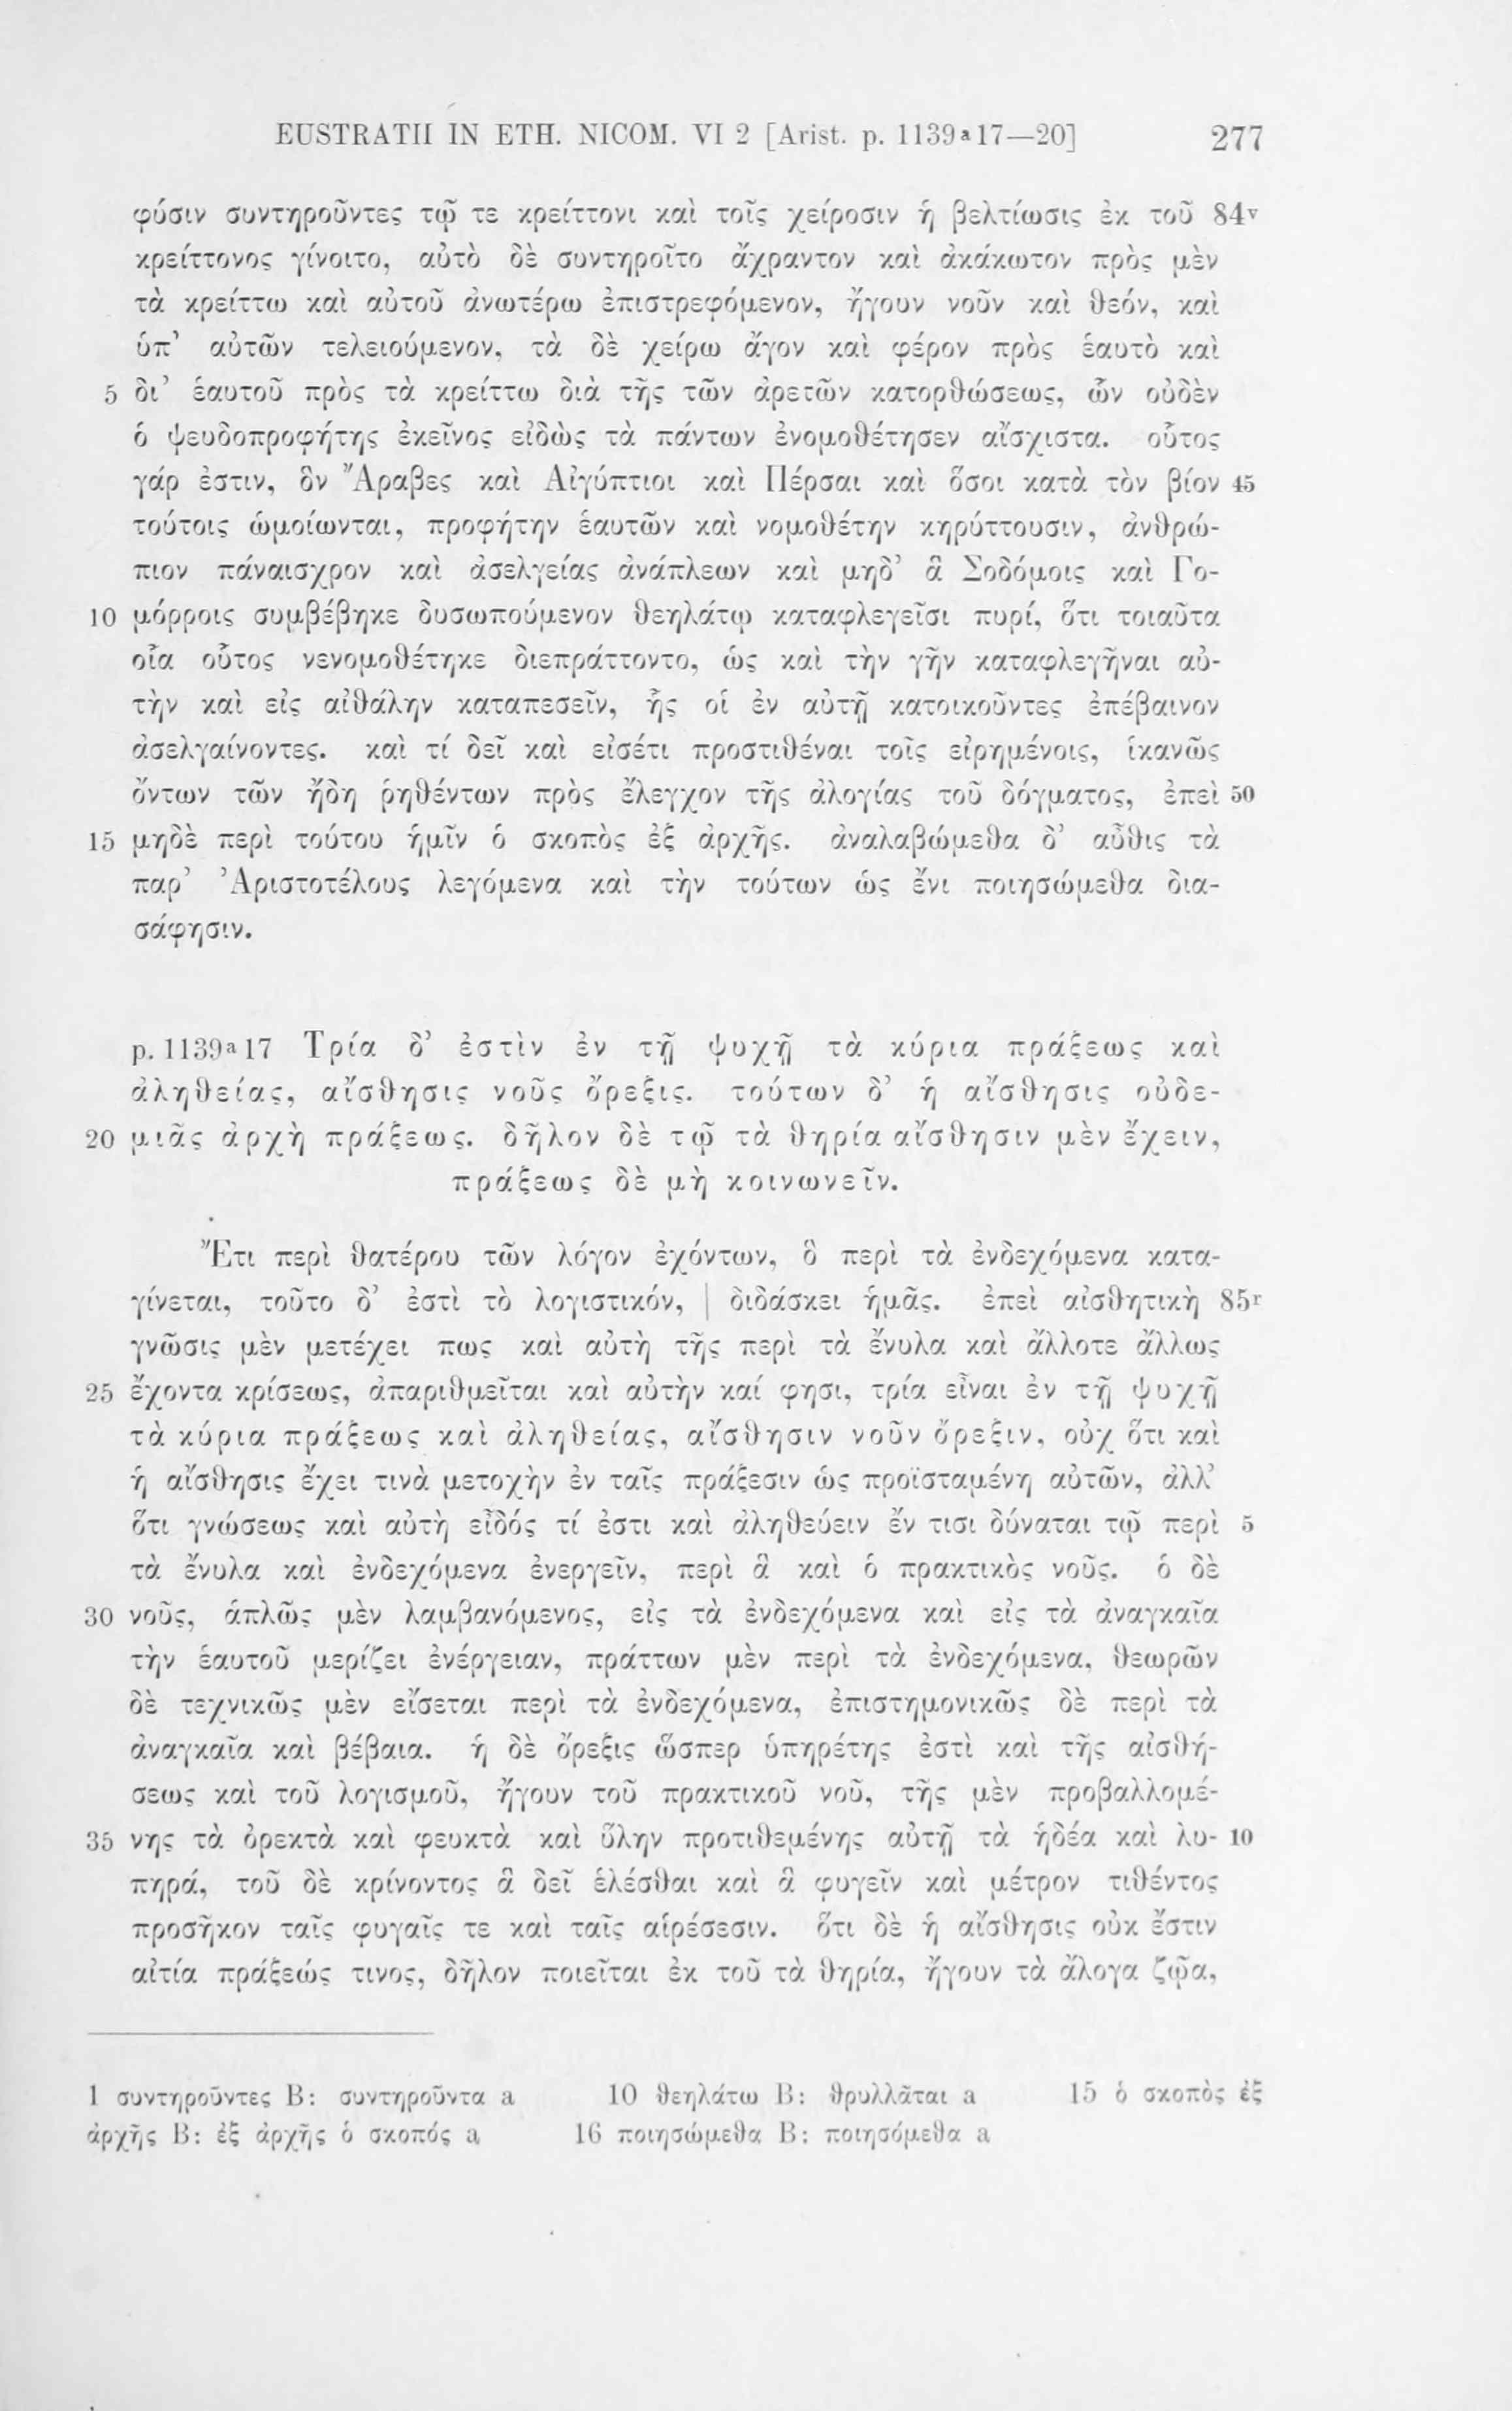 EUSTRATII IN ETH. NICOM. VI 2 [Arist. p. 1139ª17—20] 277
φύσιν συντηροῦντες τῷ τε κρείττονι καὶ τοῖς χείροσιν ἡ βελτίωσις ἐκ τοῦ 84ᵛ
κρείττονος γίνοιτο, αὐτὸ δὲ συντηροῖτο ἄχραντον καὶ ἀκάκωτον πρὸς μὲν
τὰ κρείττω καὶ αὐτοῦ ἀνωτέρω ἐπιστρεφόμενον, ἤγουν νοῦν καὶ θεόν, καὶ
ὑπ’ αὐτῶν τελειούμενον, τὰ δὲ χείρω ἄγον καὶ φέρον πρὸς ἑαυτὸ καὶ
5 δι’ ἑαυτοῦ πρὸς τὰ κρείττω διὰ τῆς τῶν ἀρετῶν κατορθώσεως, ὧν οὐδὲν
ὁ ψευδοπροφήτης ἐκεῖνος εἰδὼς τὰ πάντων ἐνομοθέτησεν αἴσχιστα. οὗτος
γάρ ἐστιν, ὃν Ἄραβες καὶ Αἰγύπτιοι καὶ Πέρσαι καὶ ὅσοι κατὰ τὸν βίον 45
τούτοις ὡμοίωνται, προφήτην ἑαυτῶν καὶ νομοθέτην κηρύττουσιν, ἀνθρώ-
πιον πάναισχρον καὶ ἀσελγείας ἀνάπλεων καὶ μηδ’ ἃ Σοδόμοις καὶ Γο-
10 μόρροις συμβέβηκε δυσωπούμενον θεηλάτῳ καταφλεγεῖσι πυρί, ὅτι τοιαῦτα
οἷα οὗτος νενομοθέτηκε διεπράττοντο, ὡς καὶ τὴν γῆν καταφλεγῆναι αὐ-
τὴν καὶ εἰς αἰθάλην καταπεσεῖν, ἧς οἱ ἐν αὐτῇ κατοικοῦντες ἐπέβαινον
ἀσελγαίνοντες. καὶ τί δεῖ καὶ εἰσέτι προστιθέναι τοῖς εἰρημένοις, ἱκανῶς
ὄντων τῶν ἤδη ῥηθέντων πρὸς ἔλεγχον τῆς ἀλογίας τοῦ δόγματος, ἐπεὶ 50
15 μηδὲ περὶ τούτου ἡμῖν ὁ σκοπὸς ἐξ ἀρχῆς. ἀναλαβώμεθα δ’ αὖθις τὰ
παρ’ Ἀριστοτέλους λεγόμενα καὶ τὴν τούτων ὡς ἔνι ποιησώμεθα δια-
σάφησιν.
p. 1139ª17 Τρία δ’ ἐστὶν ἐν τῇ ψυχῇ τὰ κύρια πράξεως καὶ
ἀληθείας, αἴσθησις νοῦς ὄρεξις. τούτων δ’ ἡ αἴσθησις οὐδε-
20 μιᾶς ἀρχὴ πράξεως. δῆλον δὲ τῷ τὰ θηρία αἴσθησιν μὲν ἔχειν,
πράξεως δὲ μὴ κοινωνεῖν.
Ἔτι περὶ θατέρου τῶν λόγον ἐχόντων, ὃ περὶ τὰ ἐνδεχόμενα κατα-
γίνεται, τοῦτο δ’ ἐστὶ τὸ λογιστικόν, | διδάσκει ἡμᾶς. ἐπεὶ αἰσθητικὴ 85ʳ
γνῶσις μὲν μετέχει πως καὶ αὐτὴ τῆς περὶ τὰ ἔνυλα καὶ ἄλλοτε ἄλλως
25 ἔχοντα κρίσεως, ἀπαριθμεῖται καὶ αὐτὴν καί φησι, τρία εἶναι ἐν τῇ ψυχῇ
τὰ κύρια πράξεως καὶ ἀληθείας, αἴσθησιν νοῦν ὄρεξιν, οὐχ ὅτι καὶ
ἡ αἴσθησις ἔχει τινὰ μετοχὴν ἐν ταῖς πράξεσιν ὡς προϊσταμένη αὐτῶν, ἀλλ’
ὅτι γνώσεως καὶ αὐτὴ εἶδός τί ἐστι καὶ ἀληθεύειν ἔν τισι δύναται τῷ περὶ 5
τὰ ἔνυλα καὶ ἐνδεχόμενα ἐνεργεῖν, περὶ ἃ καὶ ὁ πρακτικὸς νοῦς. ὁ δὲ
30 νοῦς, ἁπλῶς μὲν λαμβανόμενος, εἰς τὰ ἐνδεχόμενα καὶ εἰς τὰ ἀναγκαῖα
τὴν ἑαυτοῦ μερίζει ἐνέργειαν, πράττων μὲν περὶ τὰ ἐνδεχόμενα, θεωρῶν
δὲ τεχνικῶς μὲν εἴσεται περὶ τὰ ἐνδεχόμενα, ἐπιστημονικῶς δὲ περὶ τὰ
ἀναγκαῖα καὶ βέβαια. ἡ δὲ ὄρεξις ὥσπερ ὑπηρέτης ἐστὶ καὶ τῆς αἰσθή-
σεως καὶ τοῦ λογισμοῦ, ἤγουν τοῦ πρακτικοῦ νοῦ, τῆς μὲν προβαλλομέ-
35 νης τὰ ὀρεκτὰ καὶ φευκτὰ καὶ ὕλην προτιθεμένης αὐτῇ τὰ ἡδέα καὶ λυ- 10
πηρά, τοῦ δὲ κρίνοντος ἃ δεῖ ἑλέσθαι καὶ ἃ φυγεῖν καὶ μέτρον τιθέντος
προσῆκον ταῖς φυγαῖς τε καὶ ταῖς αἱρέσεσιν. ὅτι δὲ ἡ αἴσθησις οὐκ ἔστιν
αἰτία πράξεώς τινος, δῆλον ποιεῖται ἐκ τοῦ τὰ θηρία, ἤγουν τὰ ἄλογα ζῷα,
1 συντηροῦντες B: συντηροῦντα a 10 θεηλάτω B: θρυλλᾶται a 15 ὁ σκοπὸς ἐξ
ἀρχῆς B: ἐξ ἀρχῆς ὁ σκοπός a 16 ποιησώμεθα B: ποιησόμεθα a